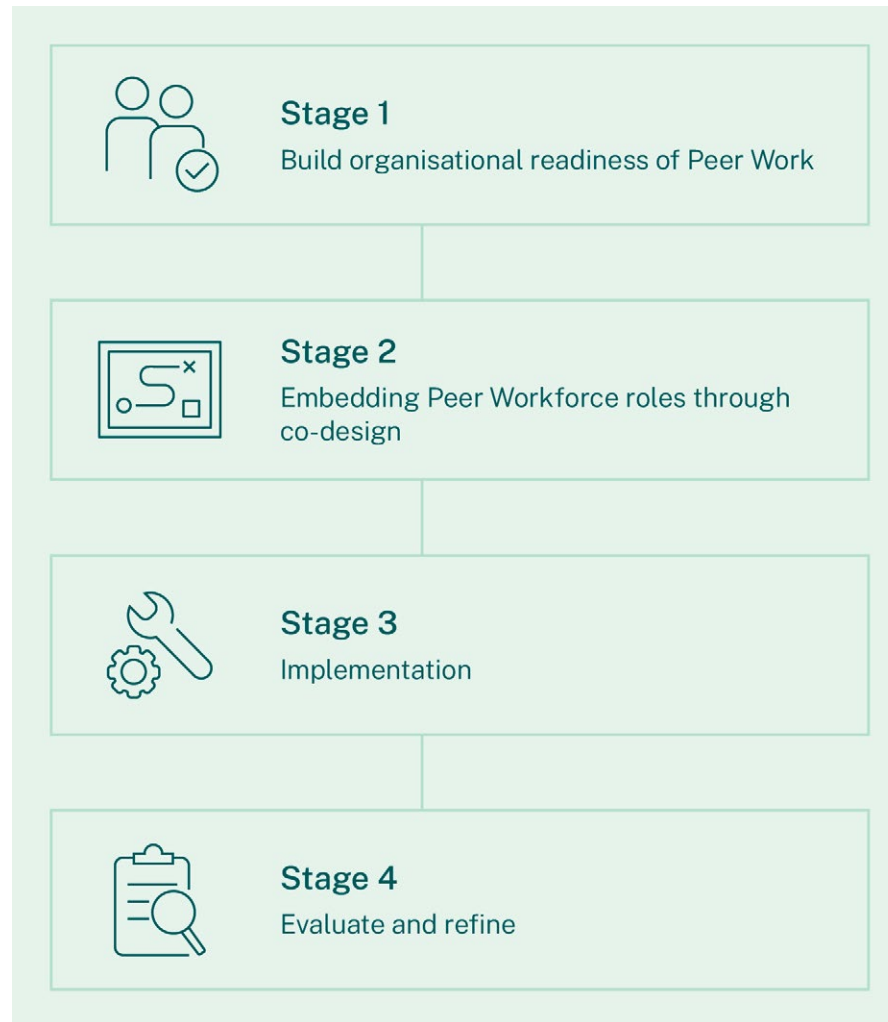 Stage 1
Build organisational readiness of Peer Work
Stage 2
Embedding Peer Workforce roles through
co-design
Stage 3
Implementation
Stage 4
Evaluate and refine